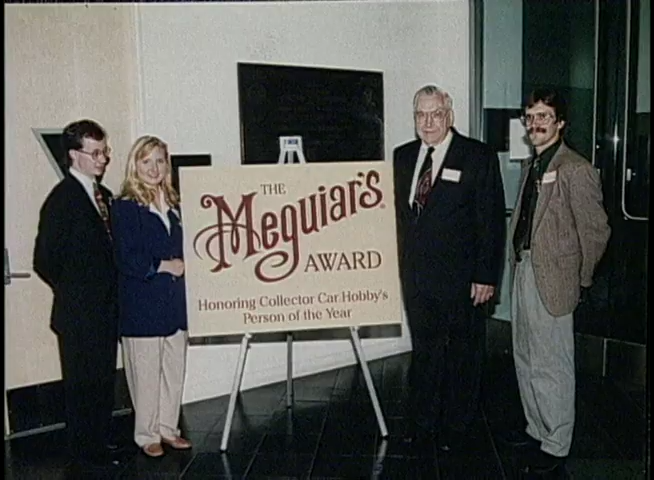 THE
Meguiar's®
AWARD
Honoring Collector Car Hobby's
Person of the Year